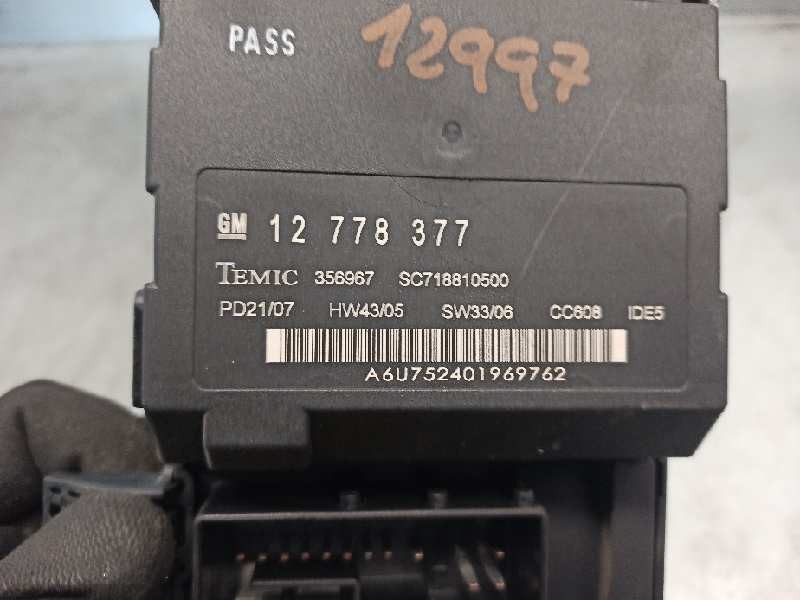 PASS 12997
GM 12 778 377
TEMIC 356967 SC718810500
PD21/07 HW43/05 SW33/06 CC608 IDE5
A6U752401969762